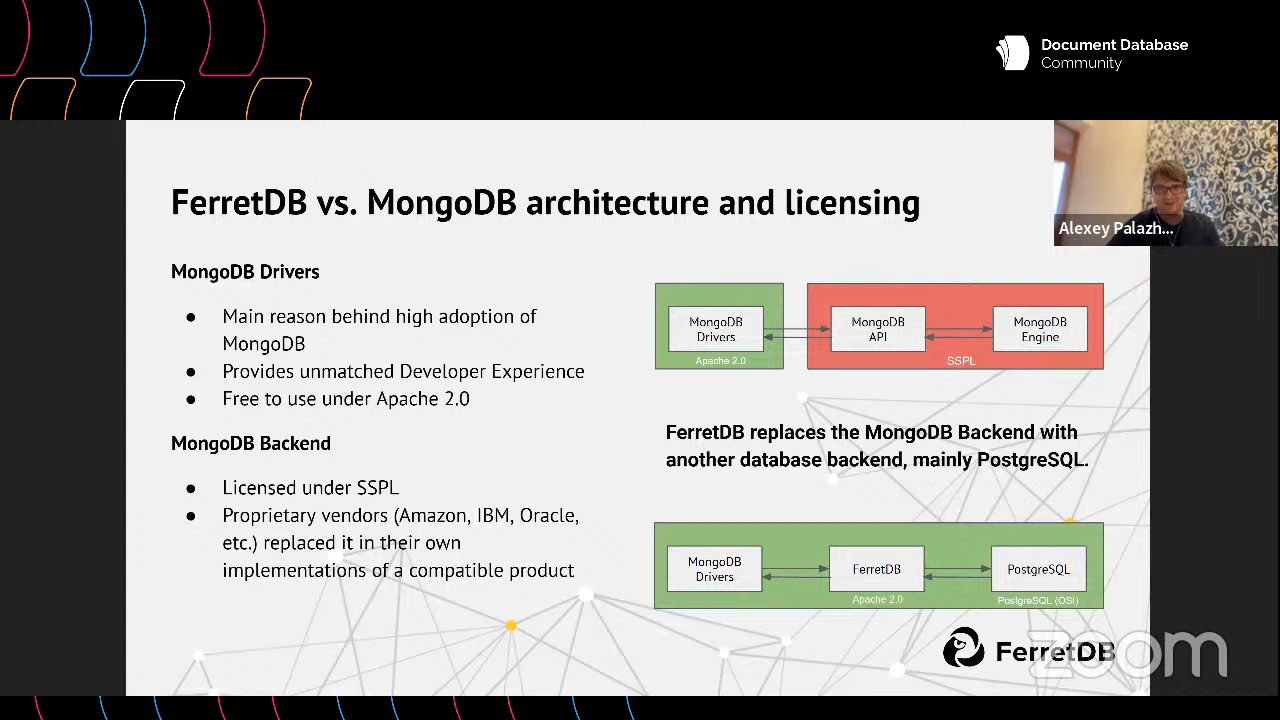 Document Database
Community
FerretDB vs. MongoDB architecture and licensing
Alexey Palazh...
MongoDB Drivers
● Main reason behind high adoption of
MongoDB
● Provides unmatched Developer Experience
● Free to use under Apache 2.0
MongoDB Backend
● Licensed under SSPL
● Proprietary vendors (Amazon, IBM, Oracle,
etc.) replaced it in their own
implementations of a compatible product
MongoDB
Drivers
Apache 2.0
MongoDB
API
MongoDB
Engine
SSPL
FerretDB replaces the MongoDB Backend with
another database backend, mainly PostgreSQL.
MongoDB
Drivers
FerretDB
Apache 2.0
PostgreSQL
PostgreSQL (OSI)
FerretDB
zoom